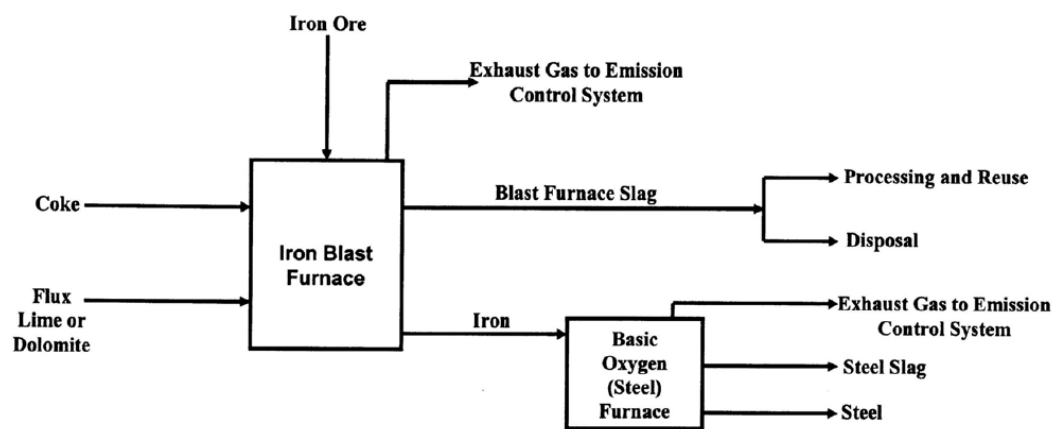 Iron Ore
Exhaust Gas to Emission
Control System
Coke
Iron Blast
Furnace
Blast Furnace Slag
Processing and Reuse
Disposal
Flux
Lime or
Dolomite
Iron
Basic
Oxygen
(Steel)
Furnace
Exhaust Gas to Emission
Control System
Steel Slag
Steel